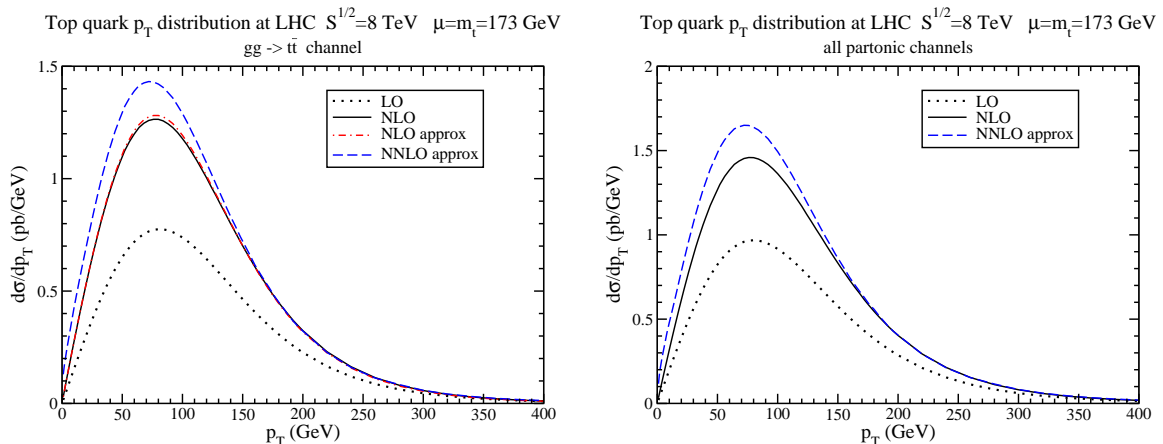 Top quark p_T distribution at LHC S^{1/2}=8 TeV μ=m_t=173 GeV
gg -> tt̄ channel
LO
NLO
NLO approx
NNLO approx
0
0.5
1
1.5
dσ/dp_T (pb/GeV)
0
50
100
150
200
250
300
350
400
p_T (GeV)
Top quark p_T distribution at LHC S^{1/2}=8 TeV μ=m_t=173 GeV
all partonic channels
LO
NLO
NNLO approx
0
0.5
1
1.5
2
dσ/dp_T (pb/GeV)
0
50
100
150
200
250
300
350
400
p_T (GeV)